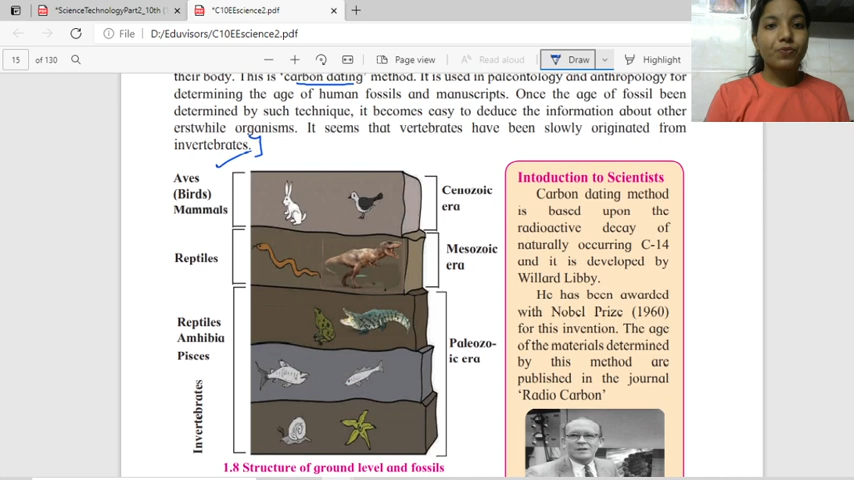 *ScienceTechnologyPart2_10th (
*C10EEscience2.pdf
File D:/Eduvisors/C10EEscience2.pdf
15 of 130
Page view
Read aloud
Draw
Highlight
their body. This is 'carbon dating' method. It is used in paleontology and anthropology for
determining the age of human fossils and manuscripts. Once the age of fossil been
determined by such technique, it becomes easy to deduce the information about other
erstwhile organisms. It seems that vertebrates have been slowly originated from
invertebrates.
Aves
(Birds)
Mammals
Cenozoic
era
Reptiles
Mesozoic
era
Reptiles
Amhibia
Pisces
Paleozo-
ic era
Invertebrates
1.8 Structure of ground level and fossils
Intoduction to Scientists
Carbon dating method
is based upon the
radioactive decay of
naturally occurring C-14
and it is developed by
Willard Libby.
He has been awarded
with Nobel Prize (1960)
for this invention. The age
of the materials determined
by this method are
published in the journal
'Radio Carbon'